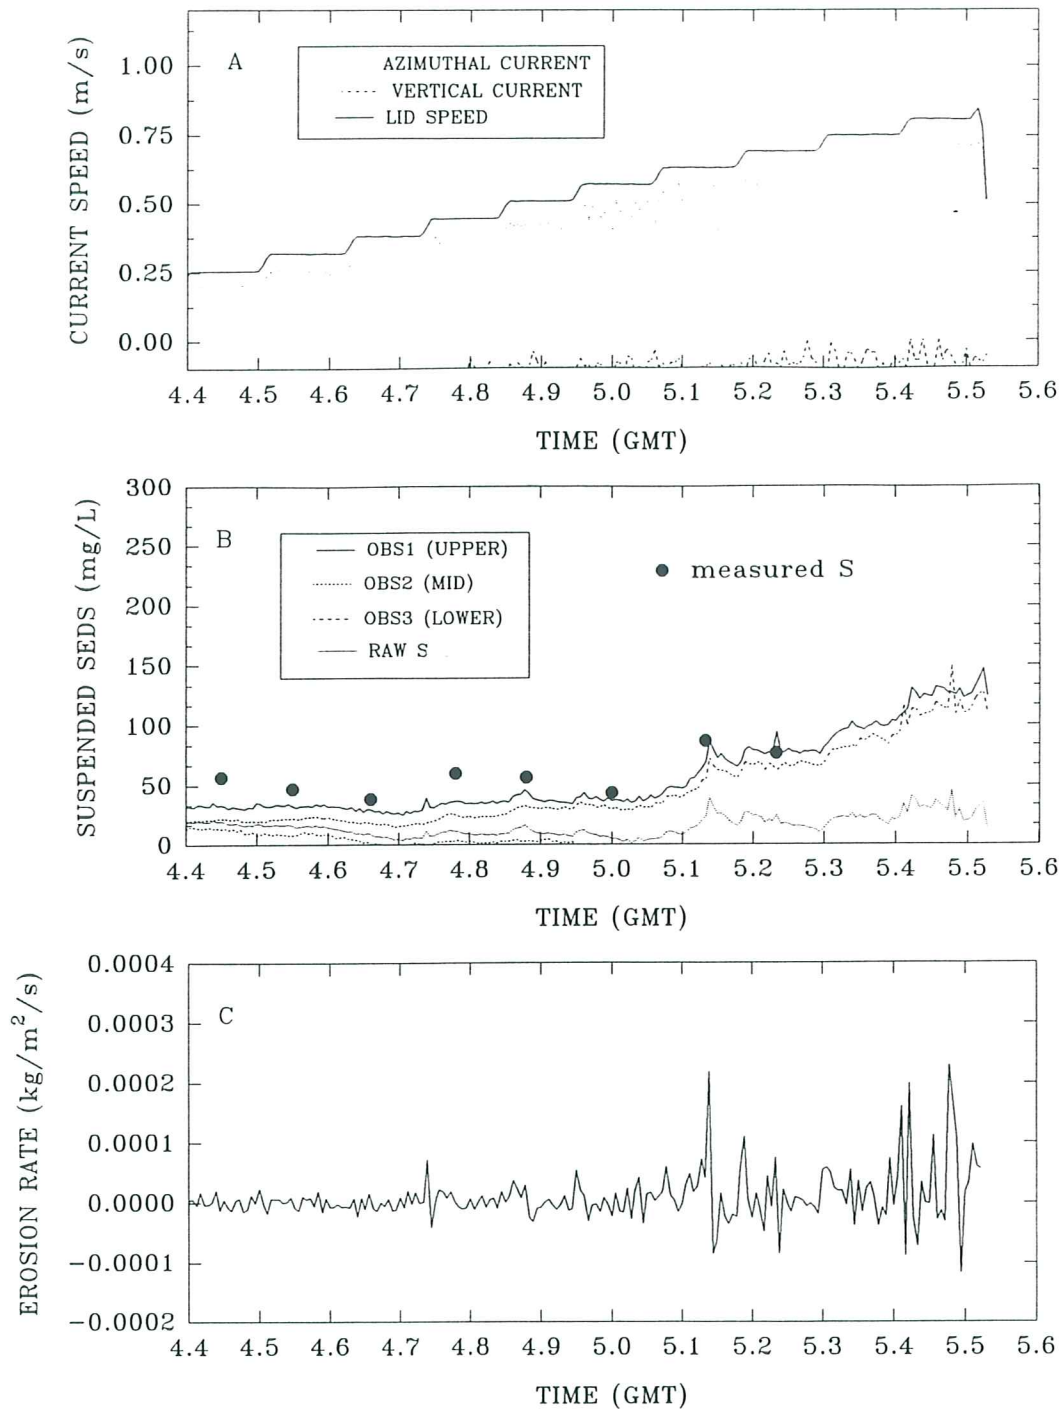 A
AZIMUTHAL CURRENT
VERTICAL CURRENT
LID SPEED
CURRENT SPEED (m/s)
1.00
0.75
0.50
0.25
0.00
4.4 4.5 4.6 4.7 4.8 4.9 5.0 5.1 5.2 5.3 5.4 5.5 5.6
TIME (GMT)
B
OBS1 (UPPER)
OBS2 (MID)
OBS3 (LOWER)
RAW S
measured S
SUSPENDED SEDS (mg/L)
300
250
200
150
100
50
0
4.4 4.5 4.6 4.7 4.8 4.9 5.0 5.1 5.2 5.3 5.4 5.5 5.6
TIME (GMT)
C
EROSION RATE (kg/m²/s)
0.0004
0.0003
0.0002
0.0001
0.0000
−0.0001
−0.0002
4.4 4.5 4.6 4.7 4.8 4.9 5.0 5.1 5.2 5.3 5.4 5.5 5.6
TIME (GMT)